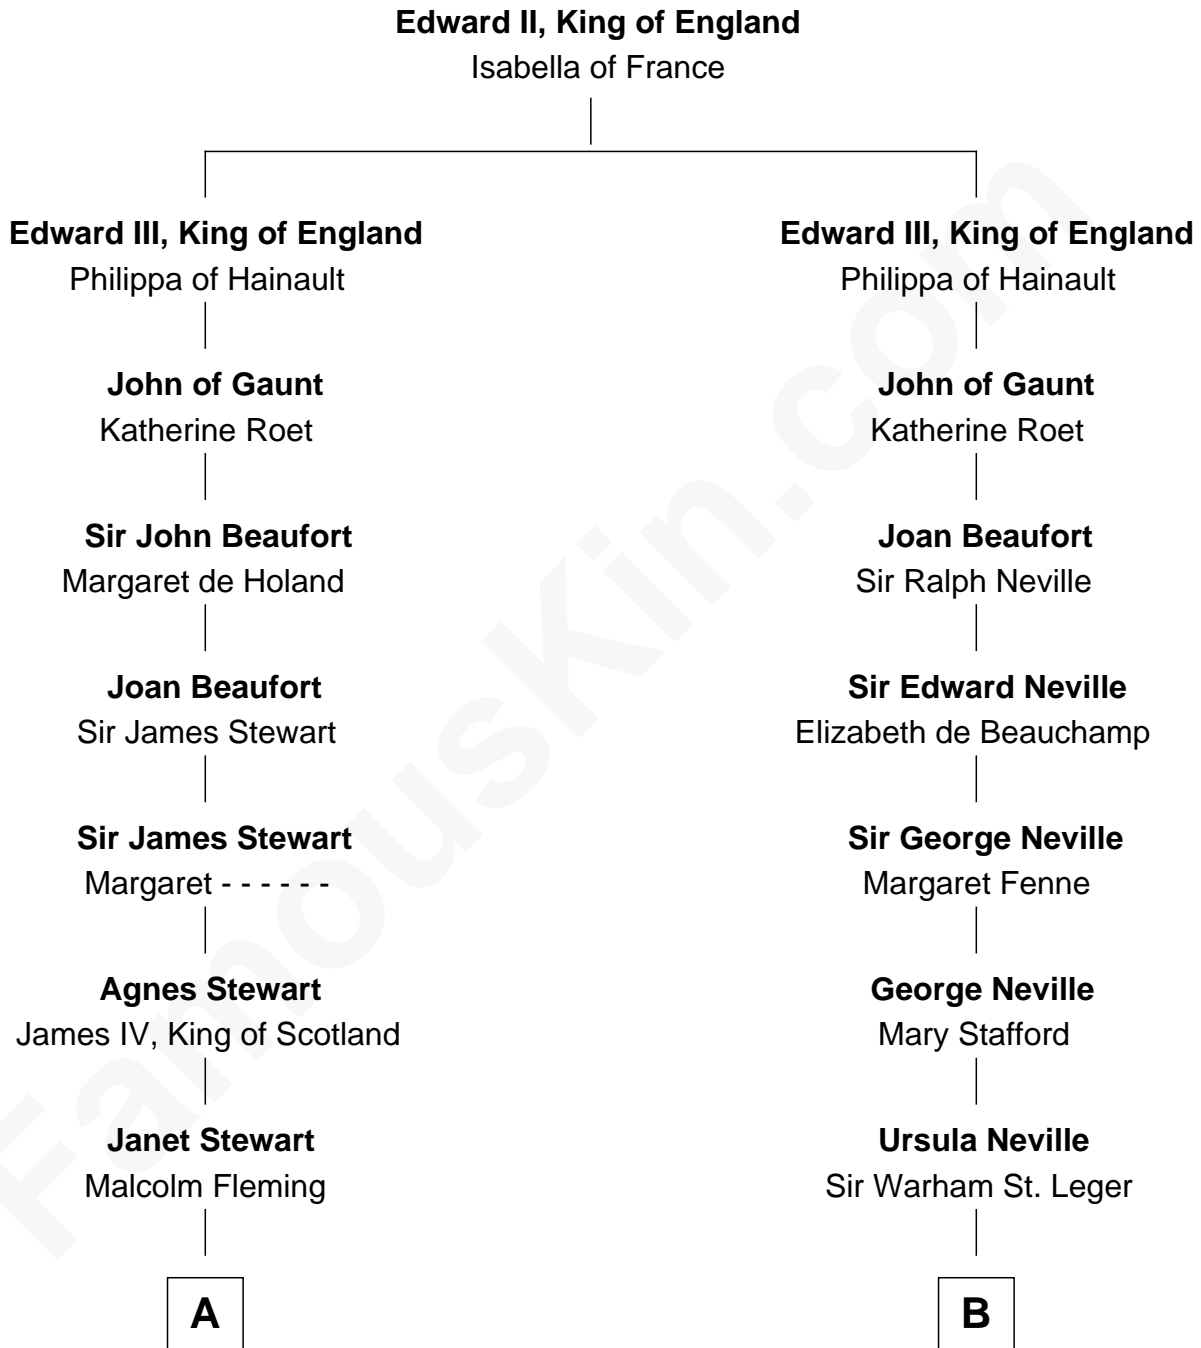 Edward II, King of England
Isabella of France
Edward III, King of England
Philippa of Hainault
John of Gaunt
Katherine Roet
Sir John Beaufort
Margaret de Holand
Joan Beaufort
Sir James Stewart
Sir James Stewart
Margaret - - - - - -
Agnes Stewart
James IV, King of Scotland
Janet Stewart
Malcolm Fleming
A
Edward III, King of England
Philippa of Hainault
John of Gaunt
Katherine Roet
Joan Beaufort
Sir Ralph Neville
Sir Edward Neville
Elizabeth de Beauchamp
Sir George Neville
Margaret Fenne
George Neville
Mary Stafford
Ursula Neville
Sir Warham St. Leger
B
FamousKin.com